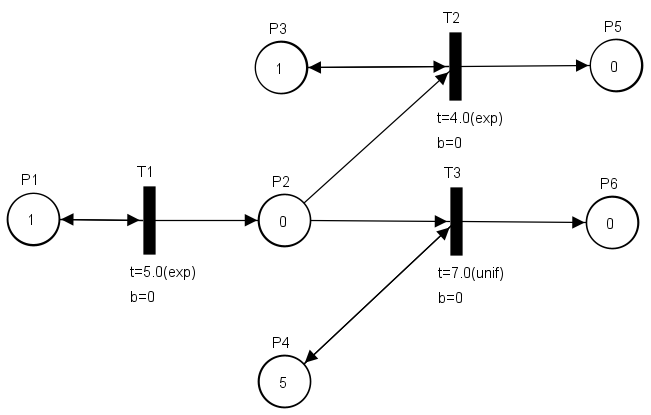 T2
P3
P5
1
0
t=4.0(exp)
b=0
P1
T1
P2
T3
P6
1
0
0
t=5.0(exp)
b=0
t=7.0(unif)
b=0
P4
5